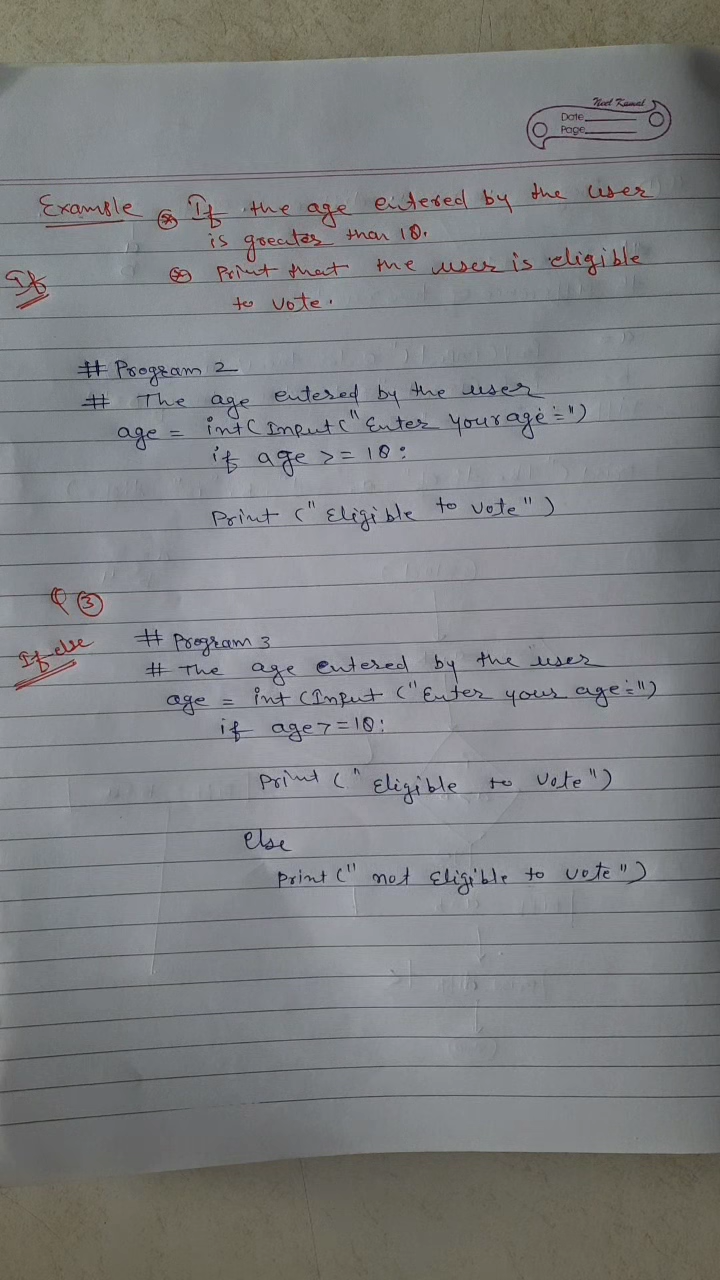 Neel Kamal
Date
Page
Example ⊛ If the age entered by the user
is greater than 18.
If
⊛ Print that the user is eligible
to vote.
## Program 2
## The age entered by the user
age = int(Input("Enter your age:=")
if age >= 18:
Print ("Eligible to vote")
Q ③
If else
# Program 3
# The age entered by the user
age = int (Input ("Enter your age:=")
if age>=18:
Print ("Eligible to vote")
Else
Print (" not Eligible to vote")